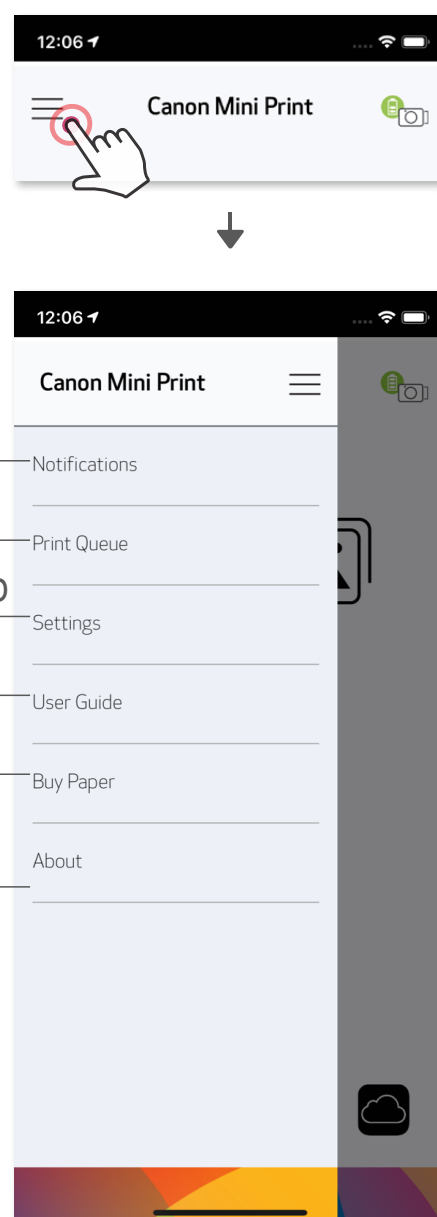 12:06
Canon Mini Print
12:06
Canon Mini Print
Notifications
Print Queue
Settings
User Guide
Buy Paper
About